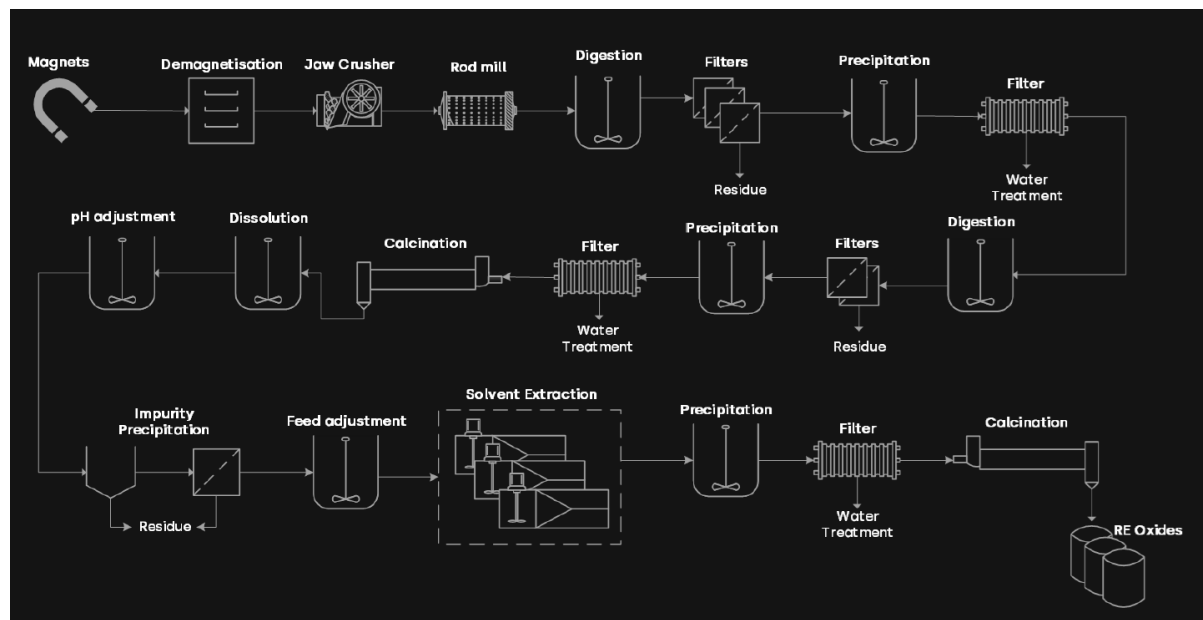 Magnets
Demagnetisation
Jaw Crusher
Rod mill
Digestion
Filters
Precipitation
Filter
Residue
Water
Treatment
pH adjustment
Dissolution
Calcination
Filter
Precipitation
Filters
Digestion
Water
Treatment
Residue
Impurity
Precipitation
Feed adjustment
Solvent Extraction
Precipitation
Filter
Calcination
Residue
Water
Treatment
RE Oxides